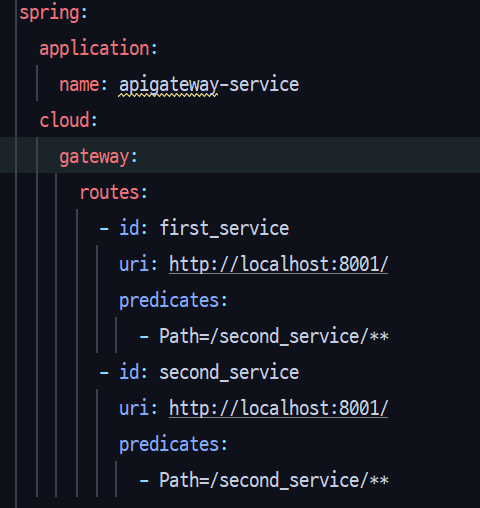 spring:
  application:
    name: apigateway-service
  cloud:
    gateway:
      routes:
        - id: first_service
          uri: http://localhost:8001/
          predicates:
            - Path=/second_service/**
        - id: second_service
          uri: http://localhost:8001/
          predicates:
            - Path=/second_service/**